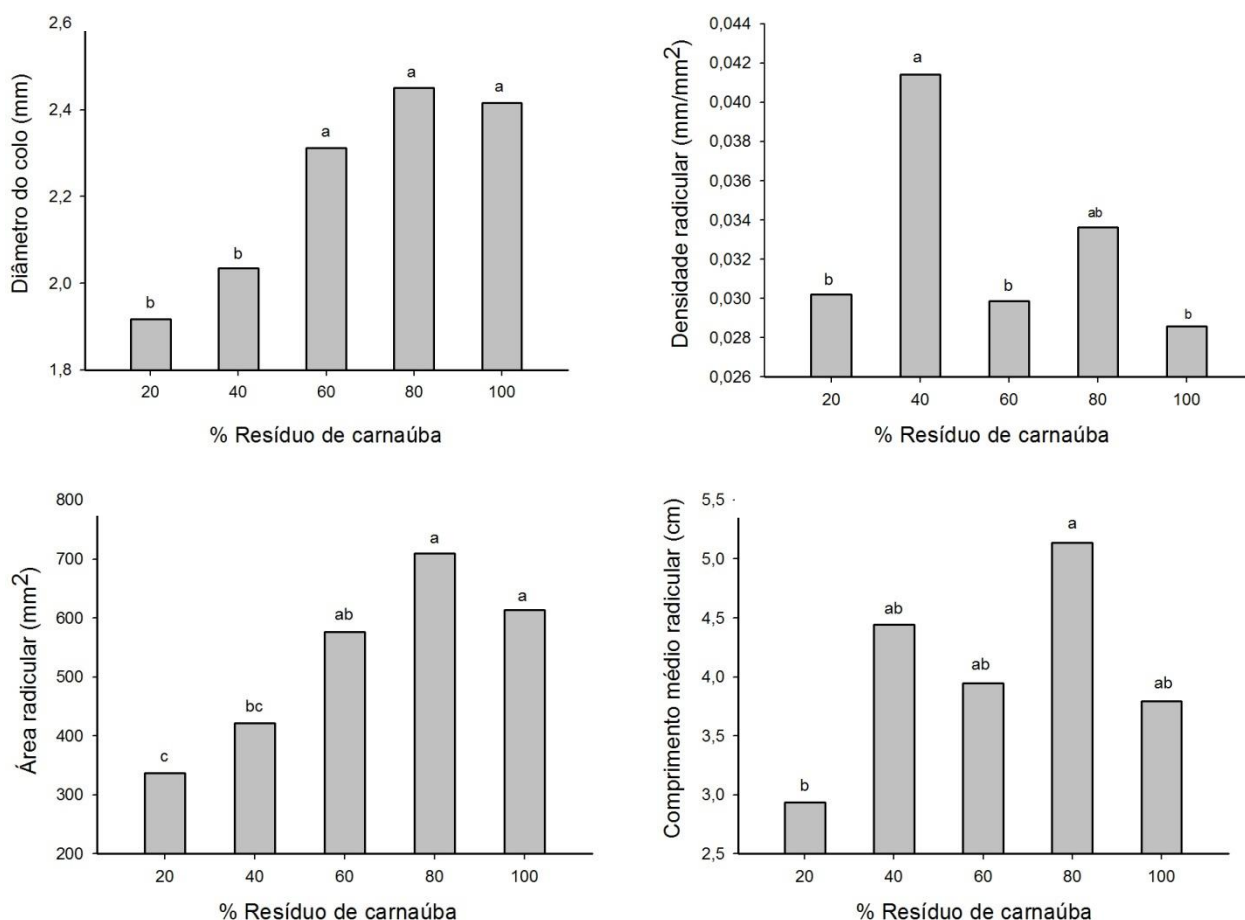 Diâmetro do colo (mm)
2,6
2,4
2,2
2,0
1,8
b
b
a
a
a
20 40 60 80 100
% Resíduo de carnaúba
Densidade radicular (mm/mm²)
0,044
0,042
0,040
0,038
0,036
0,034
0,032
0,030
0,028
0,026
b
a
b
ab
b
20 40 60 80 100
% Resíduo de carnaúba
Área radicular (mm²)
800
700
600
500
400
300
200
c
bc
ab
a
a
20 40 60 80 100
% Resíduo de carnaúba
Comprimento médio radicular (cm)
5,5
5,0
4,5
4,0
3,5
3,0
2,5
b
ab
ab
a
ab
20 40 60 80 100
% Resíduo de carnaúba